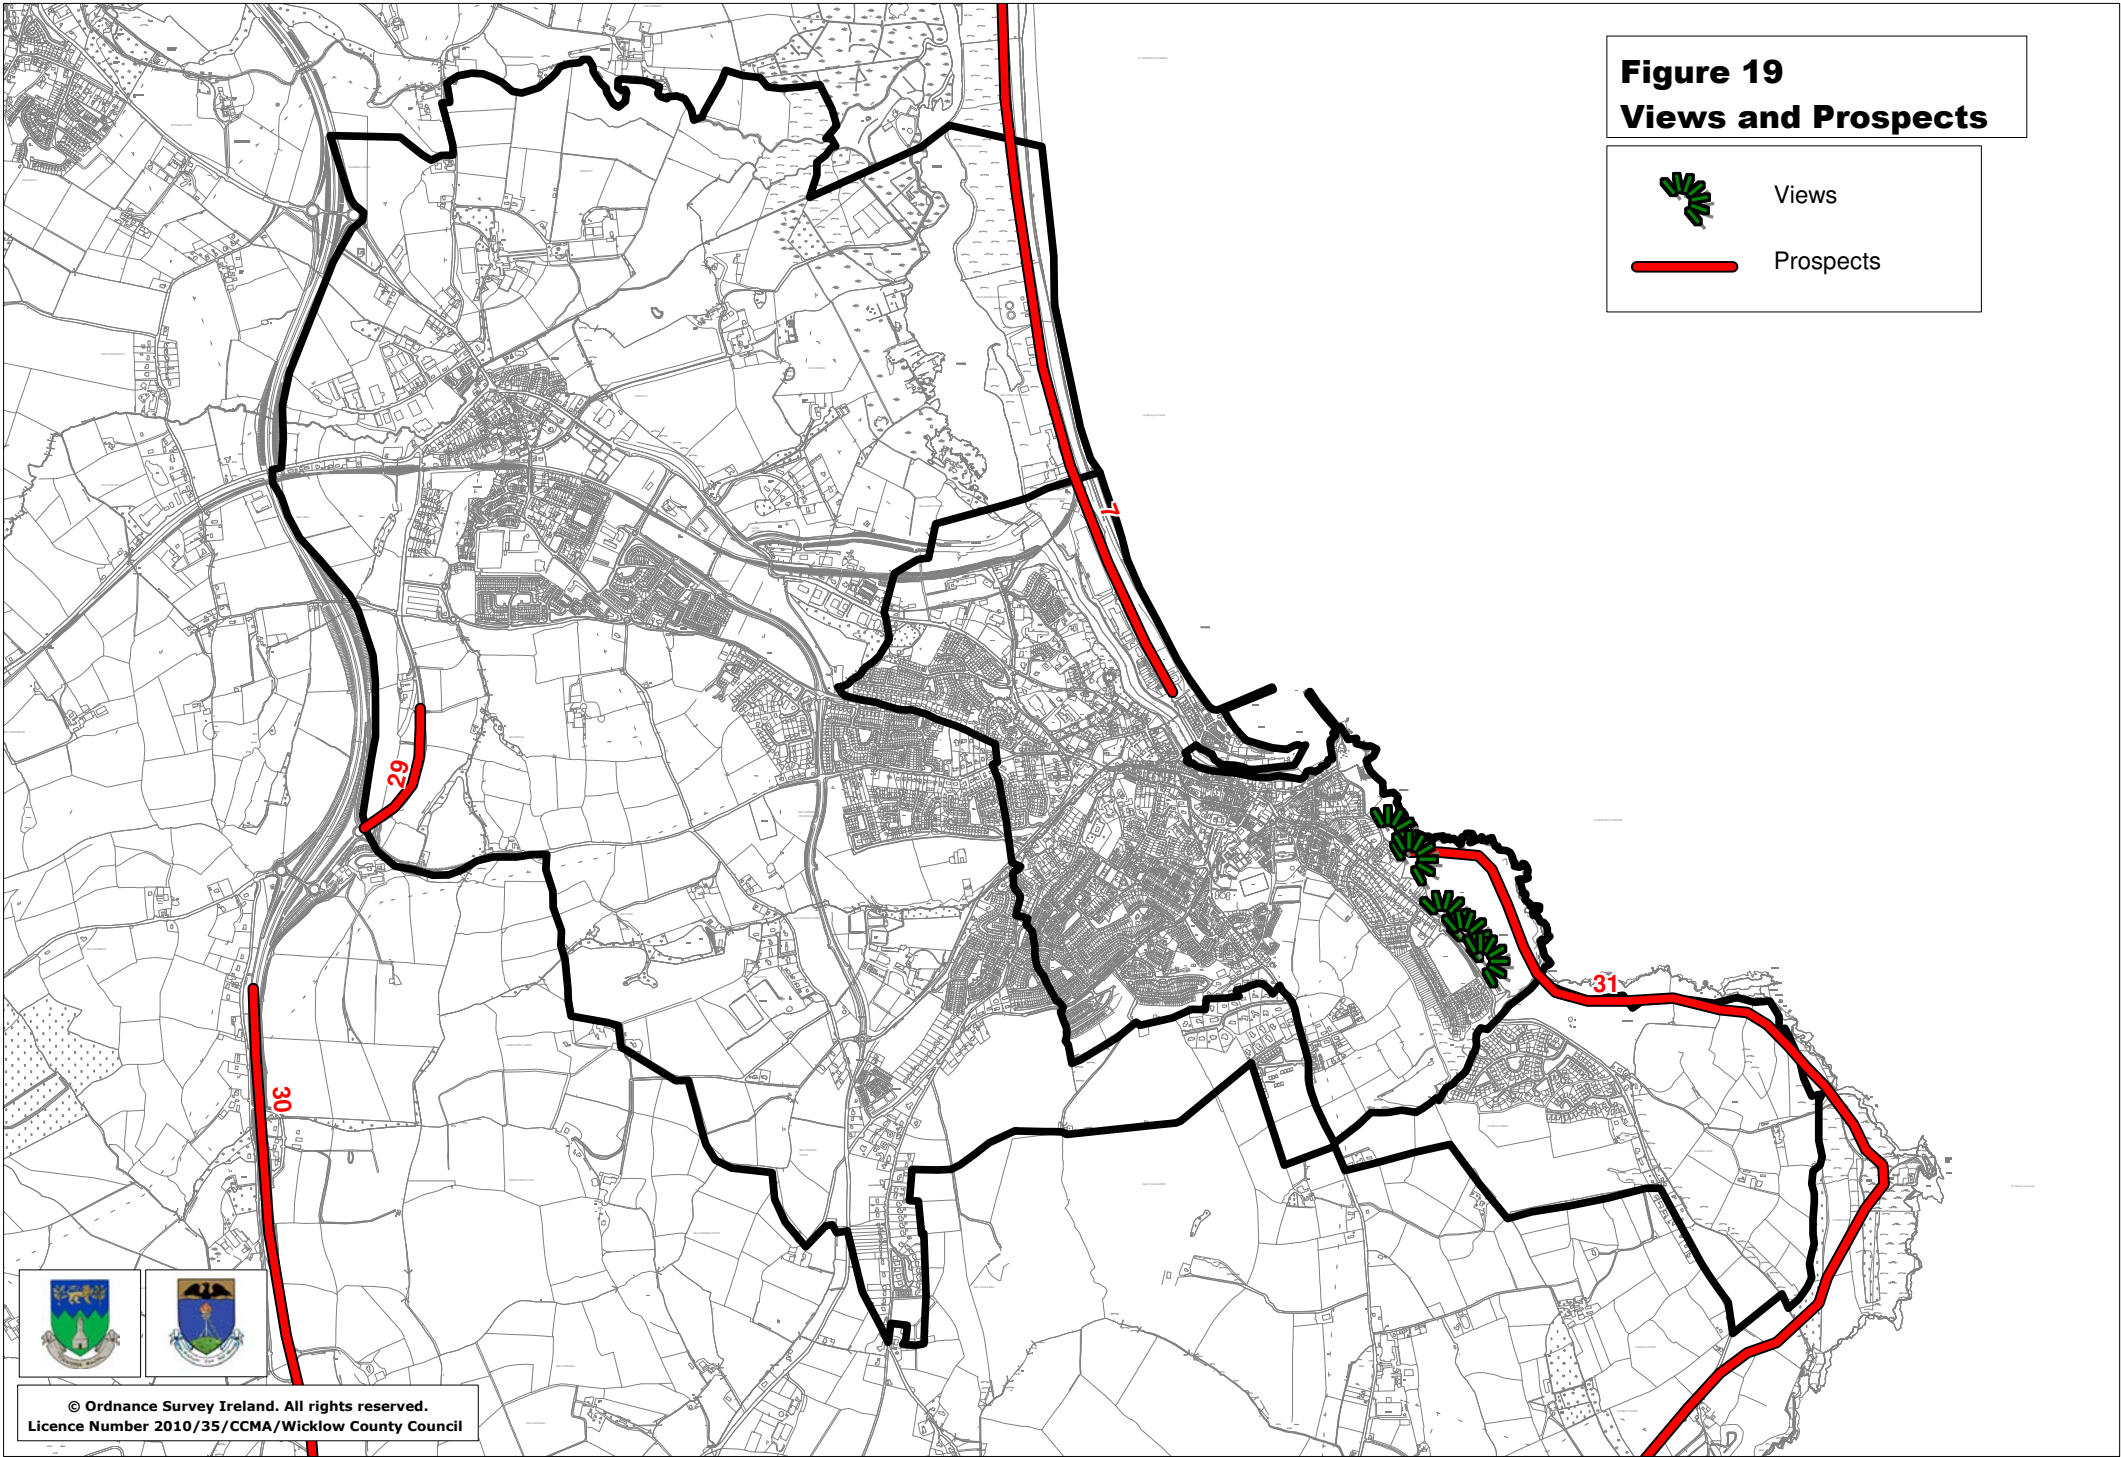 Figure 19
Views and Prospects
Views
Prospects
7
29
31
30
© Ordnance Survey Ireland. All rights reserved.
Licence Number 2010/35/CCMA/Wicklow County Council